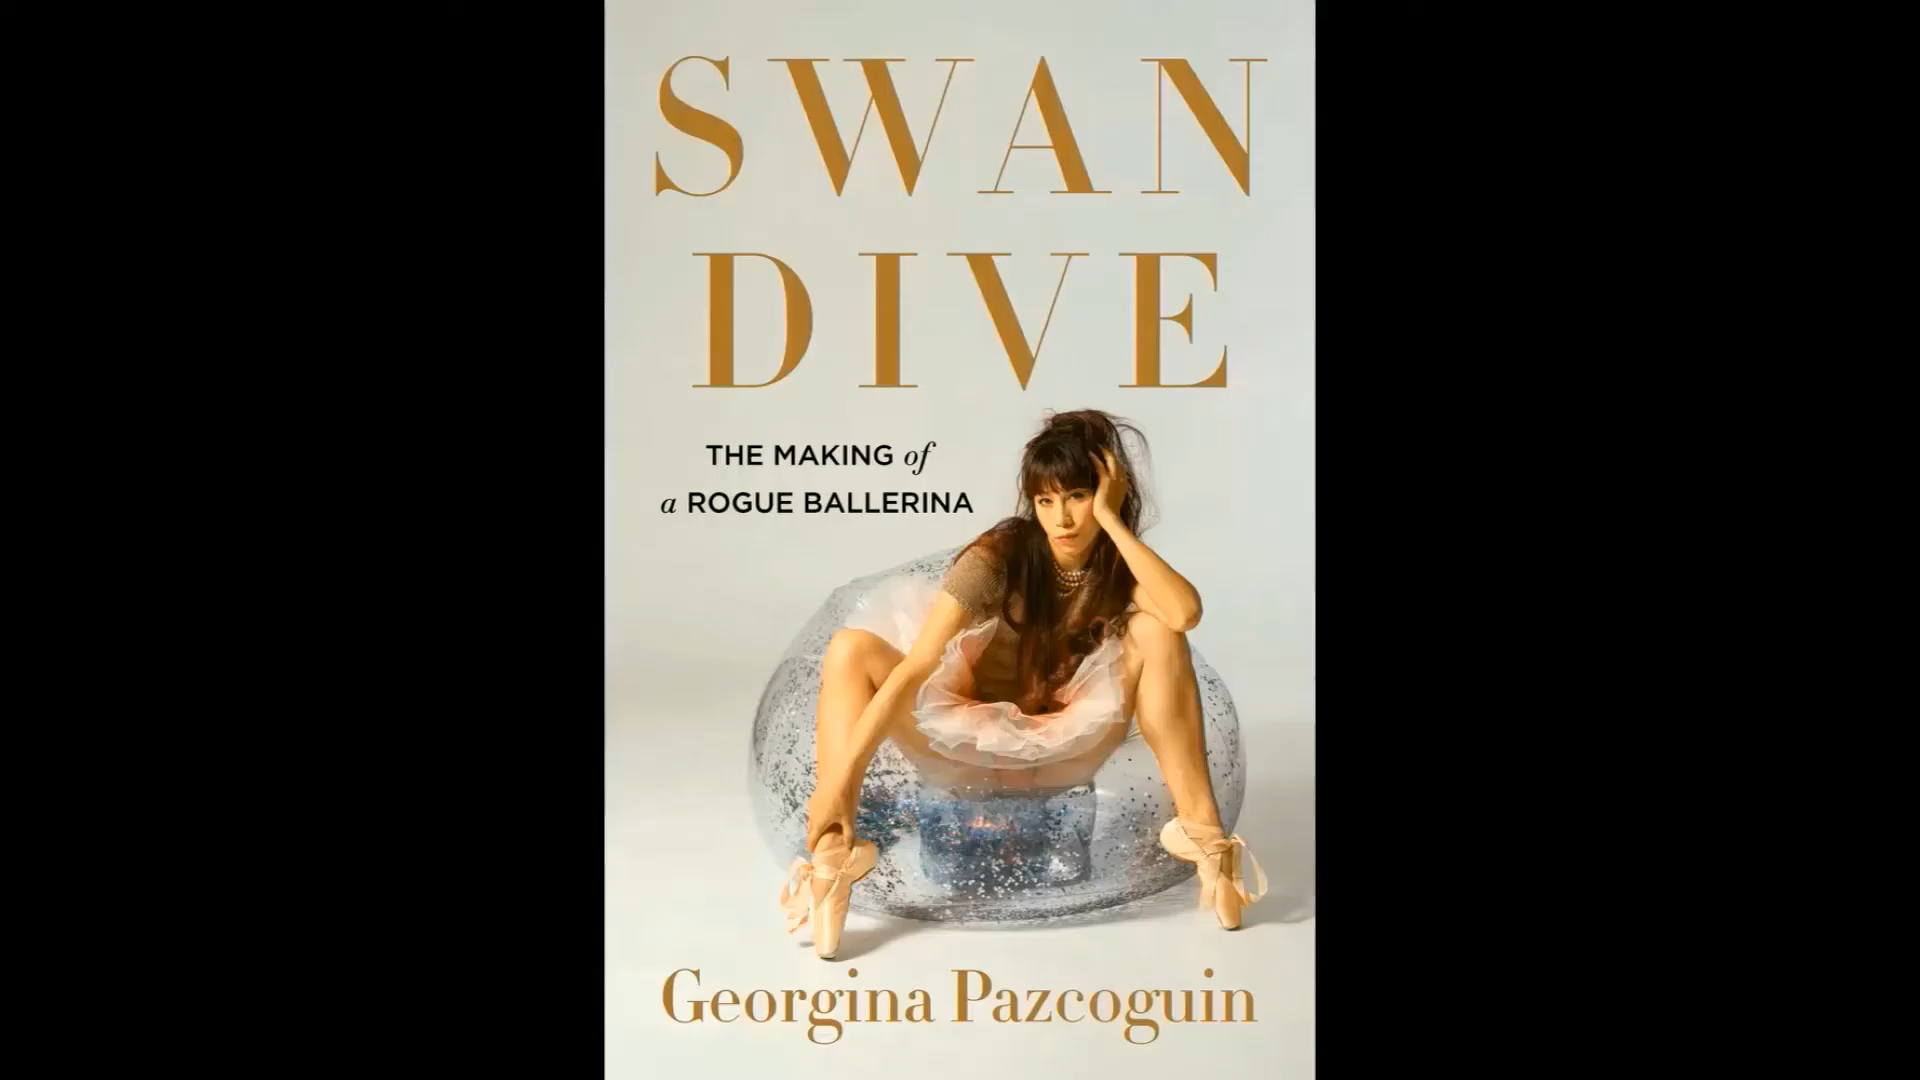 SWAN
DIVE
THE MAKING of
a ROGUE BALLERINA
Georgina Pazcoguin